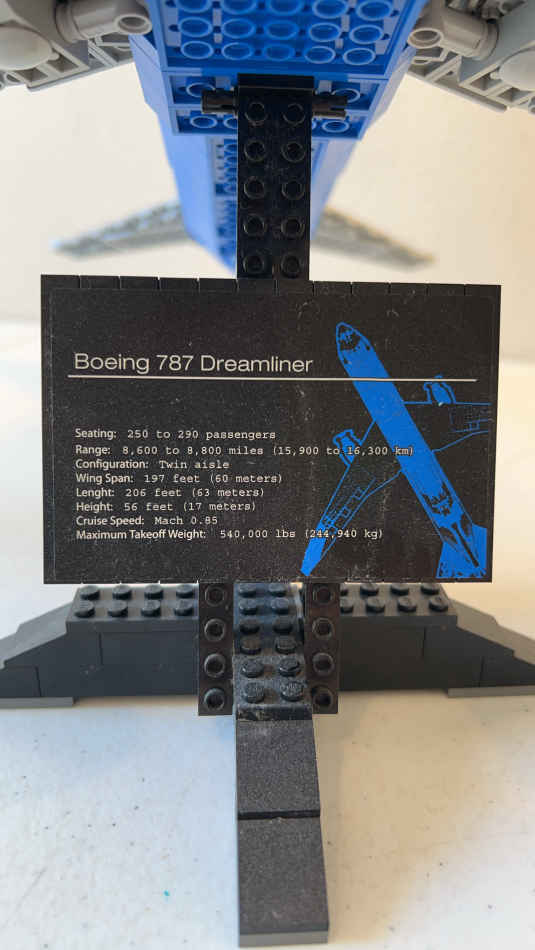 Boeing 787 Dreamliner
Seating: 250 to 290 passengers
Range: 8,600 to 8,800 miles (15,900 to 16,300 km)
Configuration: Twin aisle
Wing Span: 197 feet (60 meters)
Lenght: 206 feet (63 meters)
Height: 56 feet (17 meters)
Cruise Speed: Mach 0.85
Maximum Takeoff Weight: 540,000 lbs (244,940 kg)